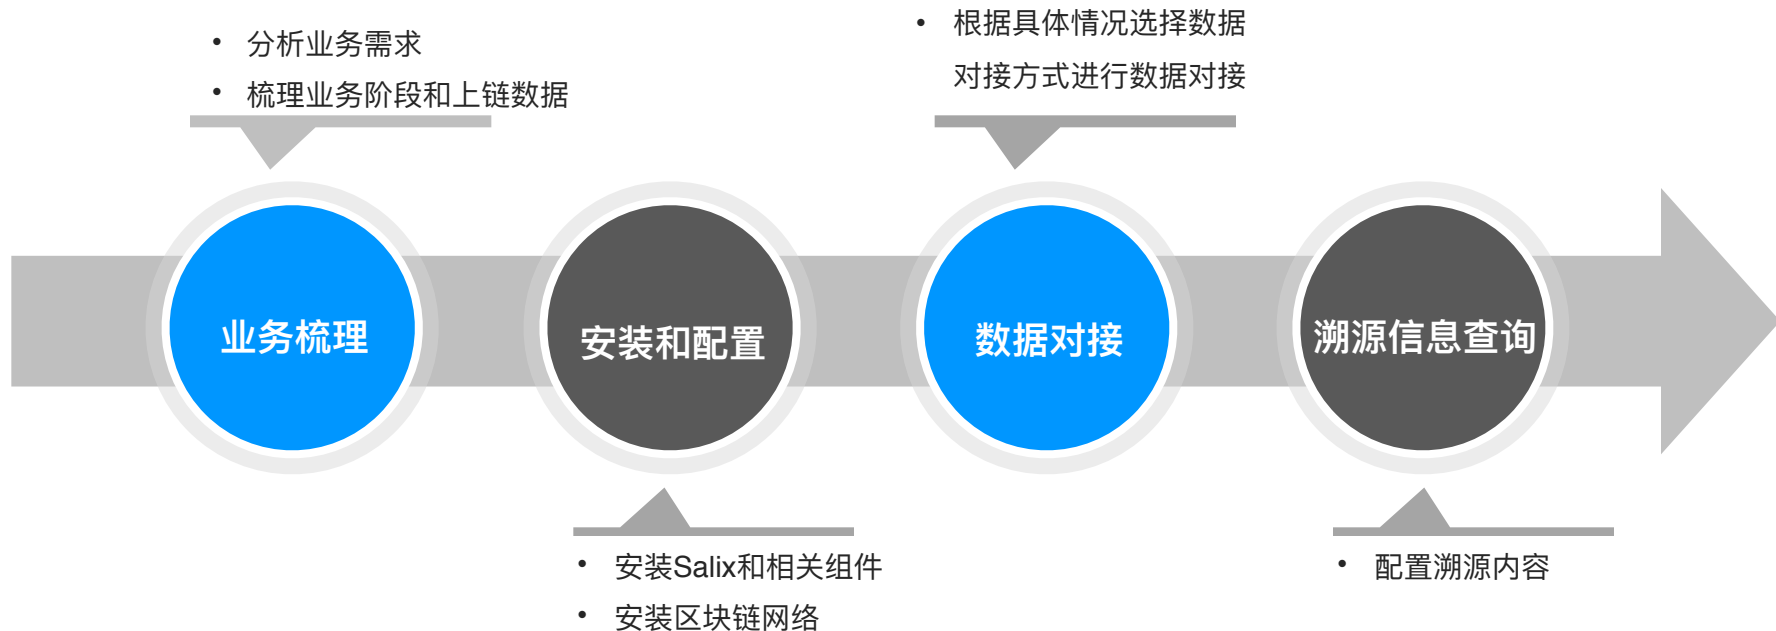 • 分析业务需求
• 梳理业务阶段和上链数据
• 根据具体情况选择数据
对接方式进行数据对接
业务梳理
安装和配置
数据对接
溯源信息查询
• 安装Salix和相关组件
• 安装区块链网络
• 配置溯源内容